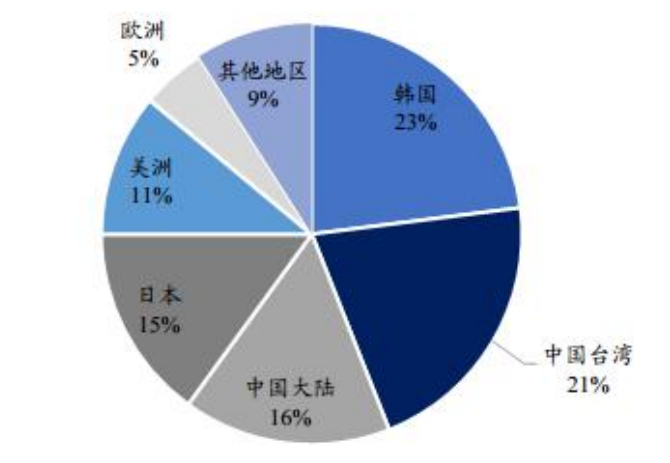 欧洲
5%
其他地区
9%
韩国
23%
美洲
11%
日本
15%
中国大陆
16%
中国台湾
21%